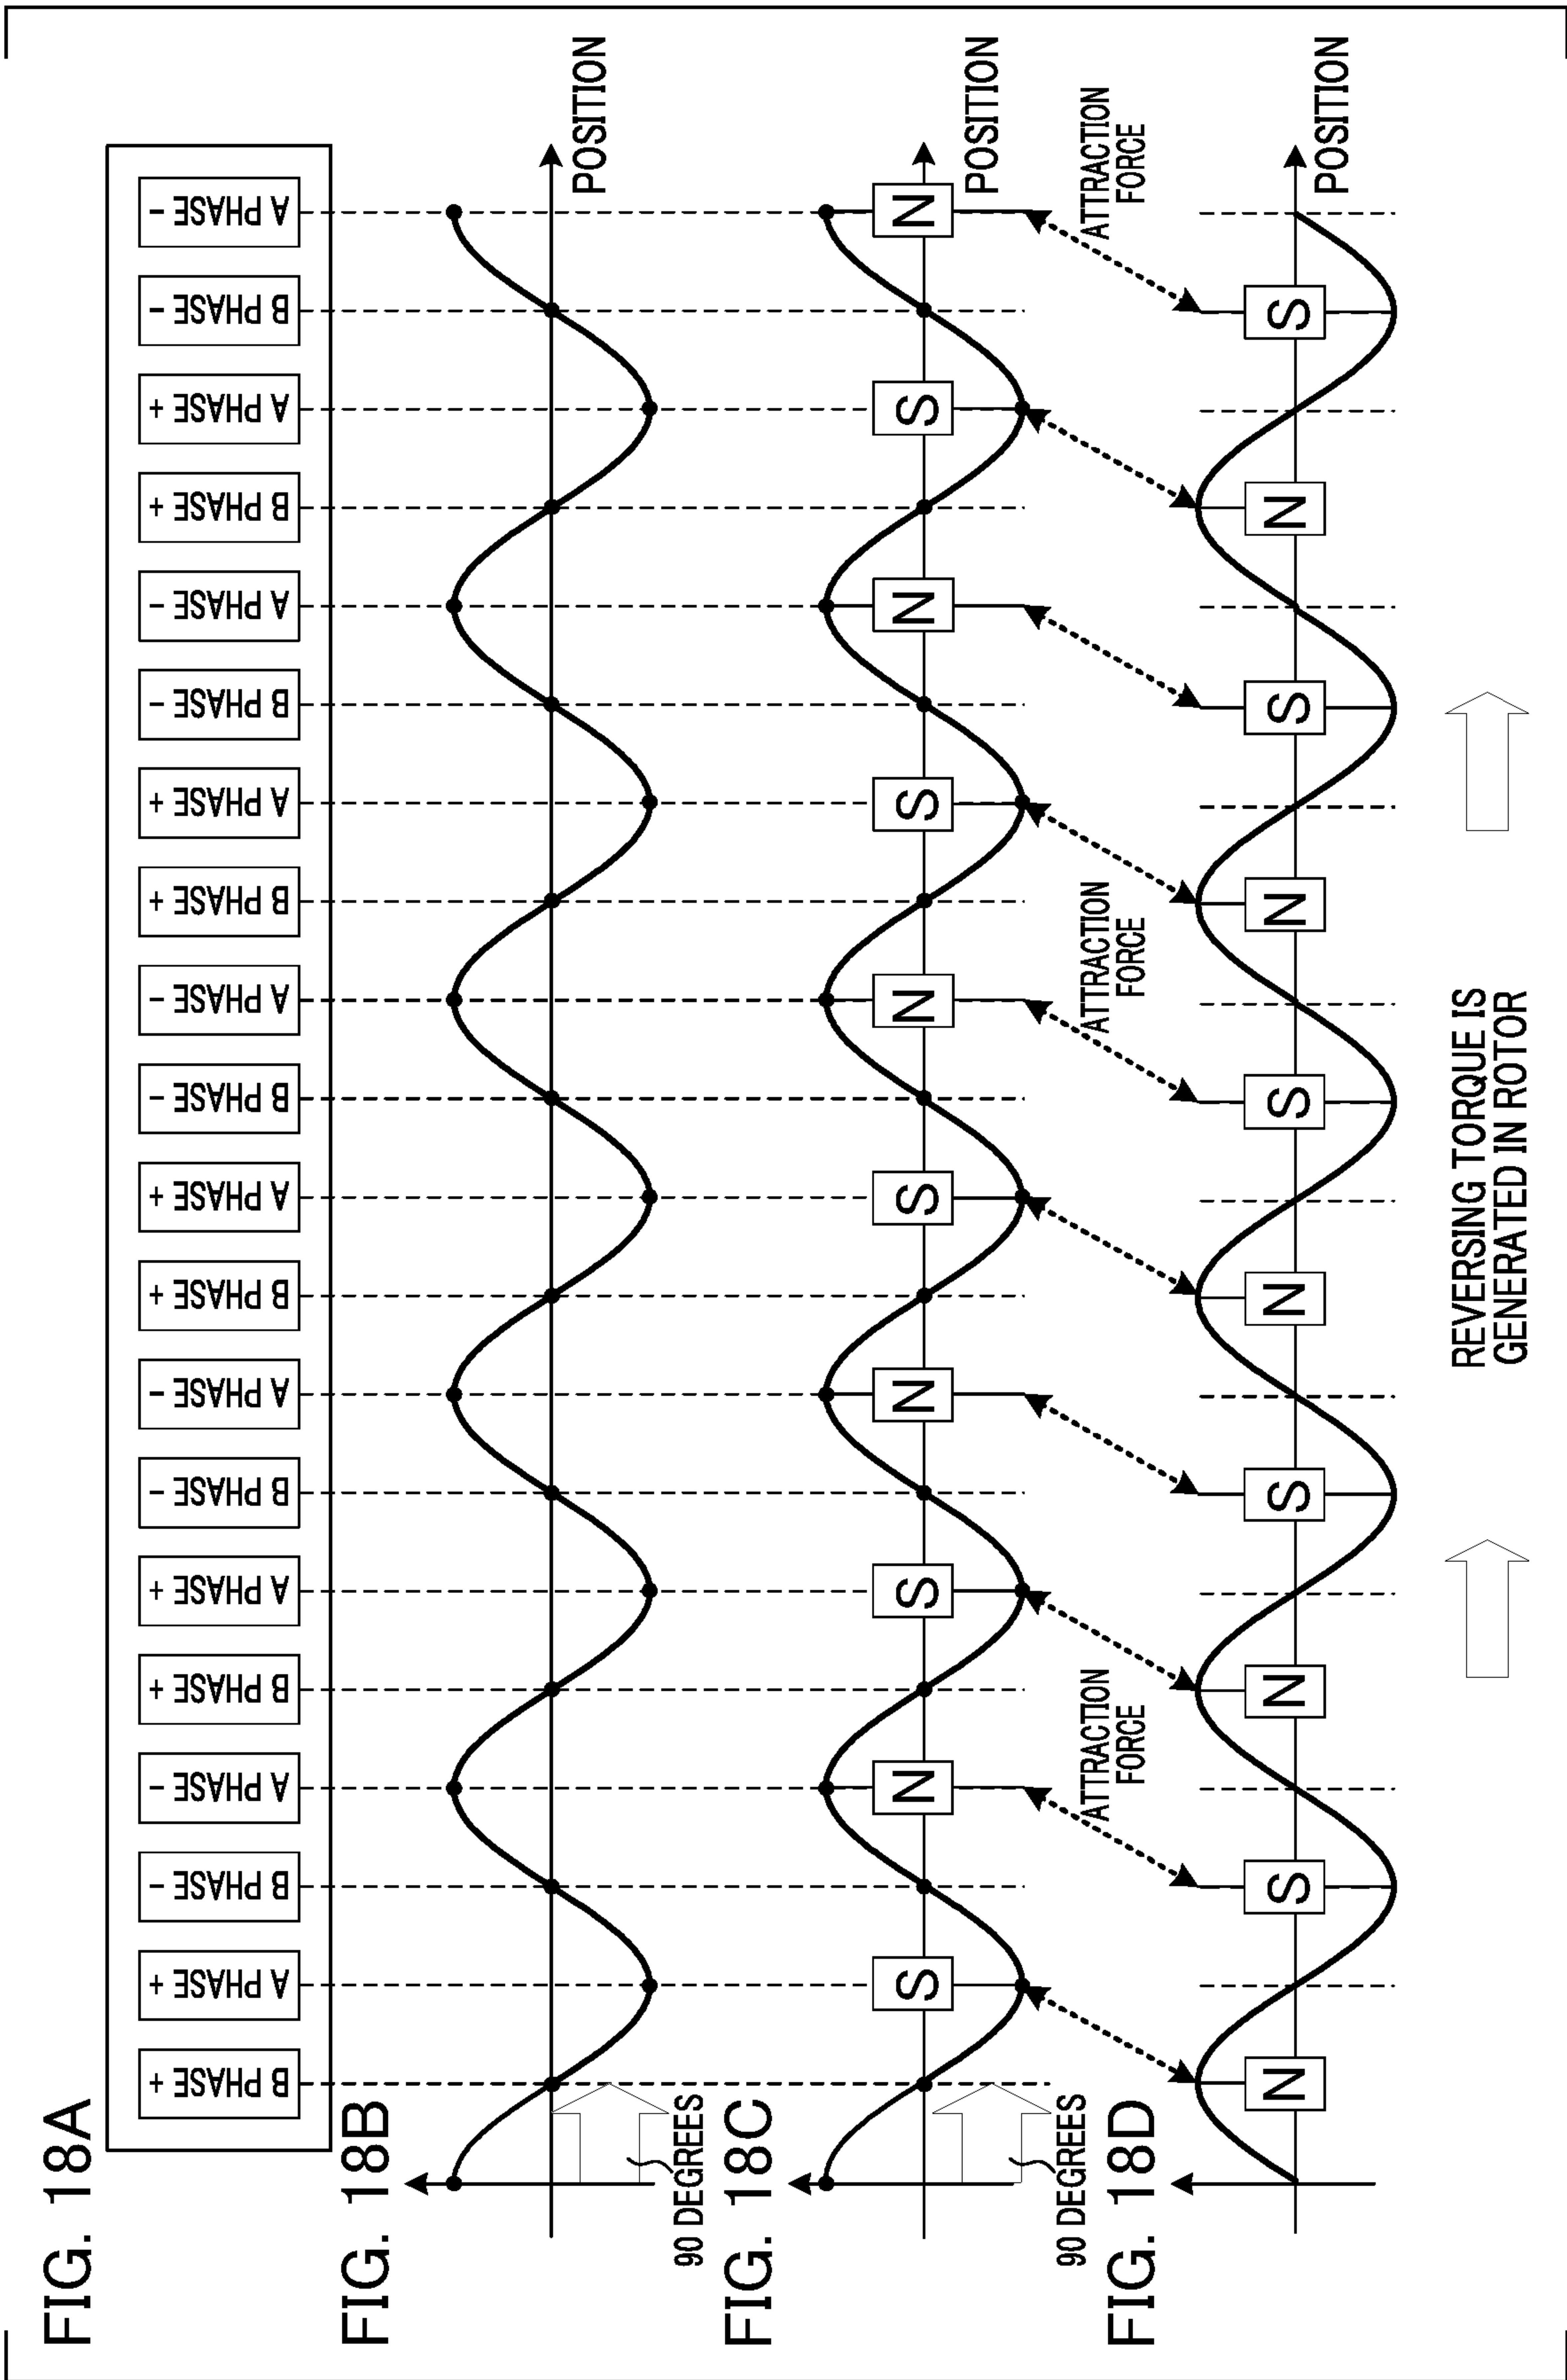 FIG. 18A
B PHASE +
A PHASE +
B PHASE -
A PHASE -
B PHASE +
A PHASE +
B PHASE -
A PHASE -
B PHASE +
A PHASE +
B PHASE -
A PHASE -
B PHASE +
A PHASE +
B PHASE -
A PHASE -
B PHASE +
A PHASE +
B PHASE -
A PHASE -
FIG. 18B
POSITION
90 DEGREES
FIG. 18C
S
N
S
N
S
N
S
N
S
N
POSITION
90 DEGREES
ATTRACTION
FORCE
ATTRACTION
FORCE
ATTRACTION
FORCE
FIG. 18D
N
S
N
S
N
S
N
S
N
S
POSITION
REVERSING TORQUE IS
GENERATED IN ROTOR